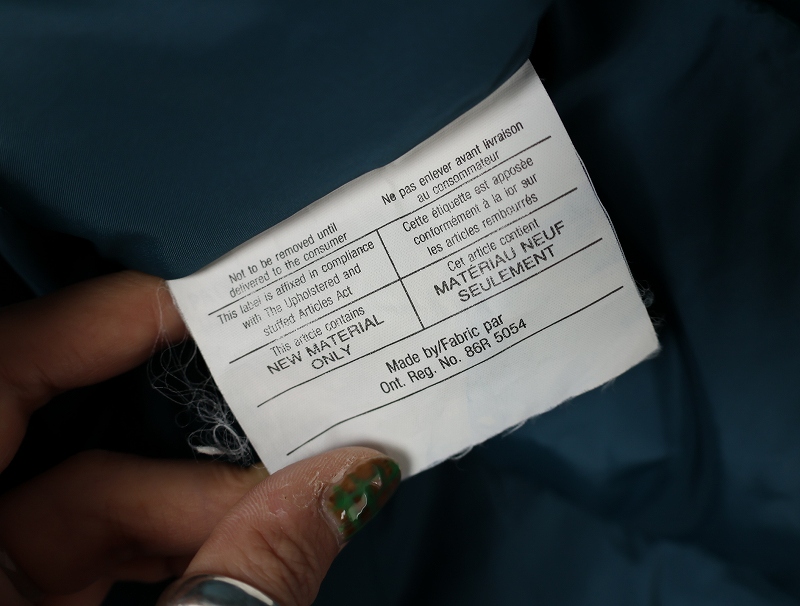 Not to be removed until
delivered to the consumer
Ne pas enlever avant livraison
au consommateur
This label is affixed in compliance
with The Upholstered and
stuffed Articles Act
Cette étiquette est apposée
conformément à la lor sur
les articles rembourrés
This article contains
NEW MATERIAL
ONLY
Cet article contient
MATÉRIAU NEUF
SEULEMENT
Made by/Fabric par
Ont. Reg. No. 86R 5054